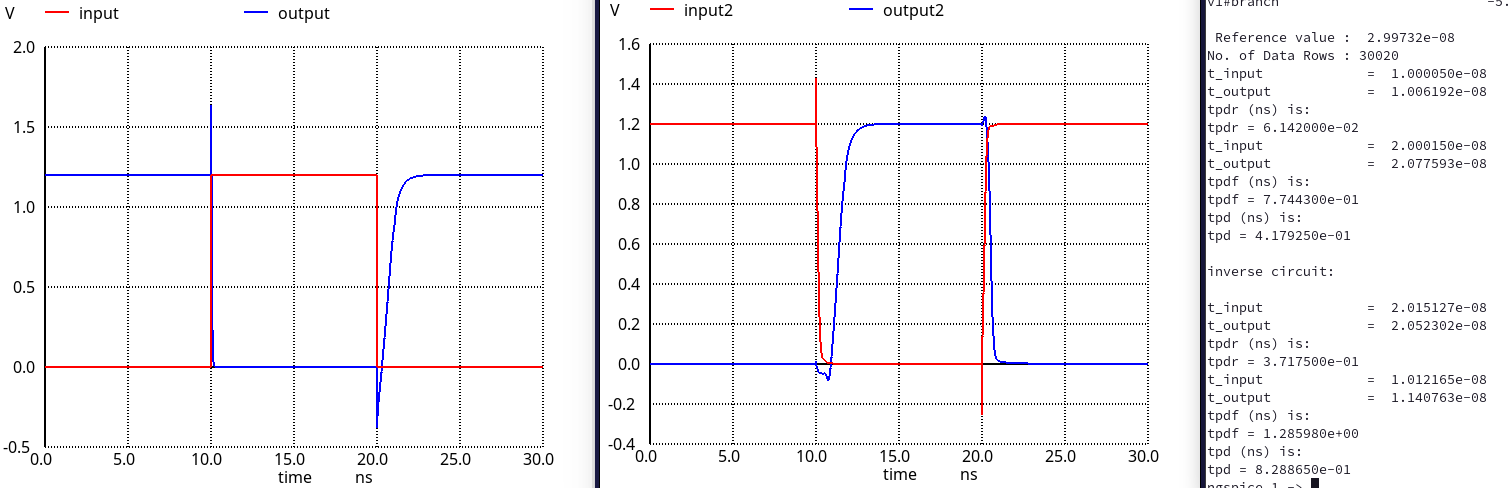 V input output
2.0
1.5
1.0
0.5
0.0
-0.5
0.0 5.0 10.0 15.0 20.0 25.0 30.0
time ns
V input2 output2
1.6
1.4
1.2
1.0
0.8
0.6
0.4
0.2
0.0
-0.2
-0.4
0.0 5.0 10.0 15.0 20.0 25.0 30.0
time ns
v1#branch -5.
Reference value : 2.99732e-08
No. of Data Rows : 30020
t_input = 1.000050e-08
t_output = 1.006192e-08
tpdr (ns) is:
tpdr = 6.142000e-02
t_input = 2.000150e-08
t_output = 2.077593e-08
tpdf (ns) is:
tpdf = 7.744300e-01
tpd (ns) is:
tpd = 4.179250e-01
inverse circuit:
t_input = 2.015127e-08
t_output = 2.052302e-08
tpdr (ns) is:
tpdr = 3.717500e-01
t_input = 1.012165e-08
t_output = 1.140763e-08
tpdf (ns) is:
tpdf = 1.285980e+00
tpd (ns) is:
tpd = 8.288650e-01
ngspice 1 ->